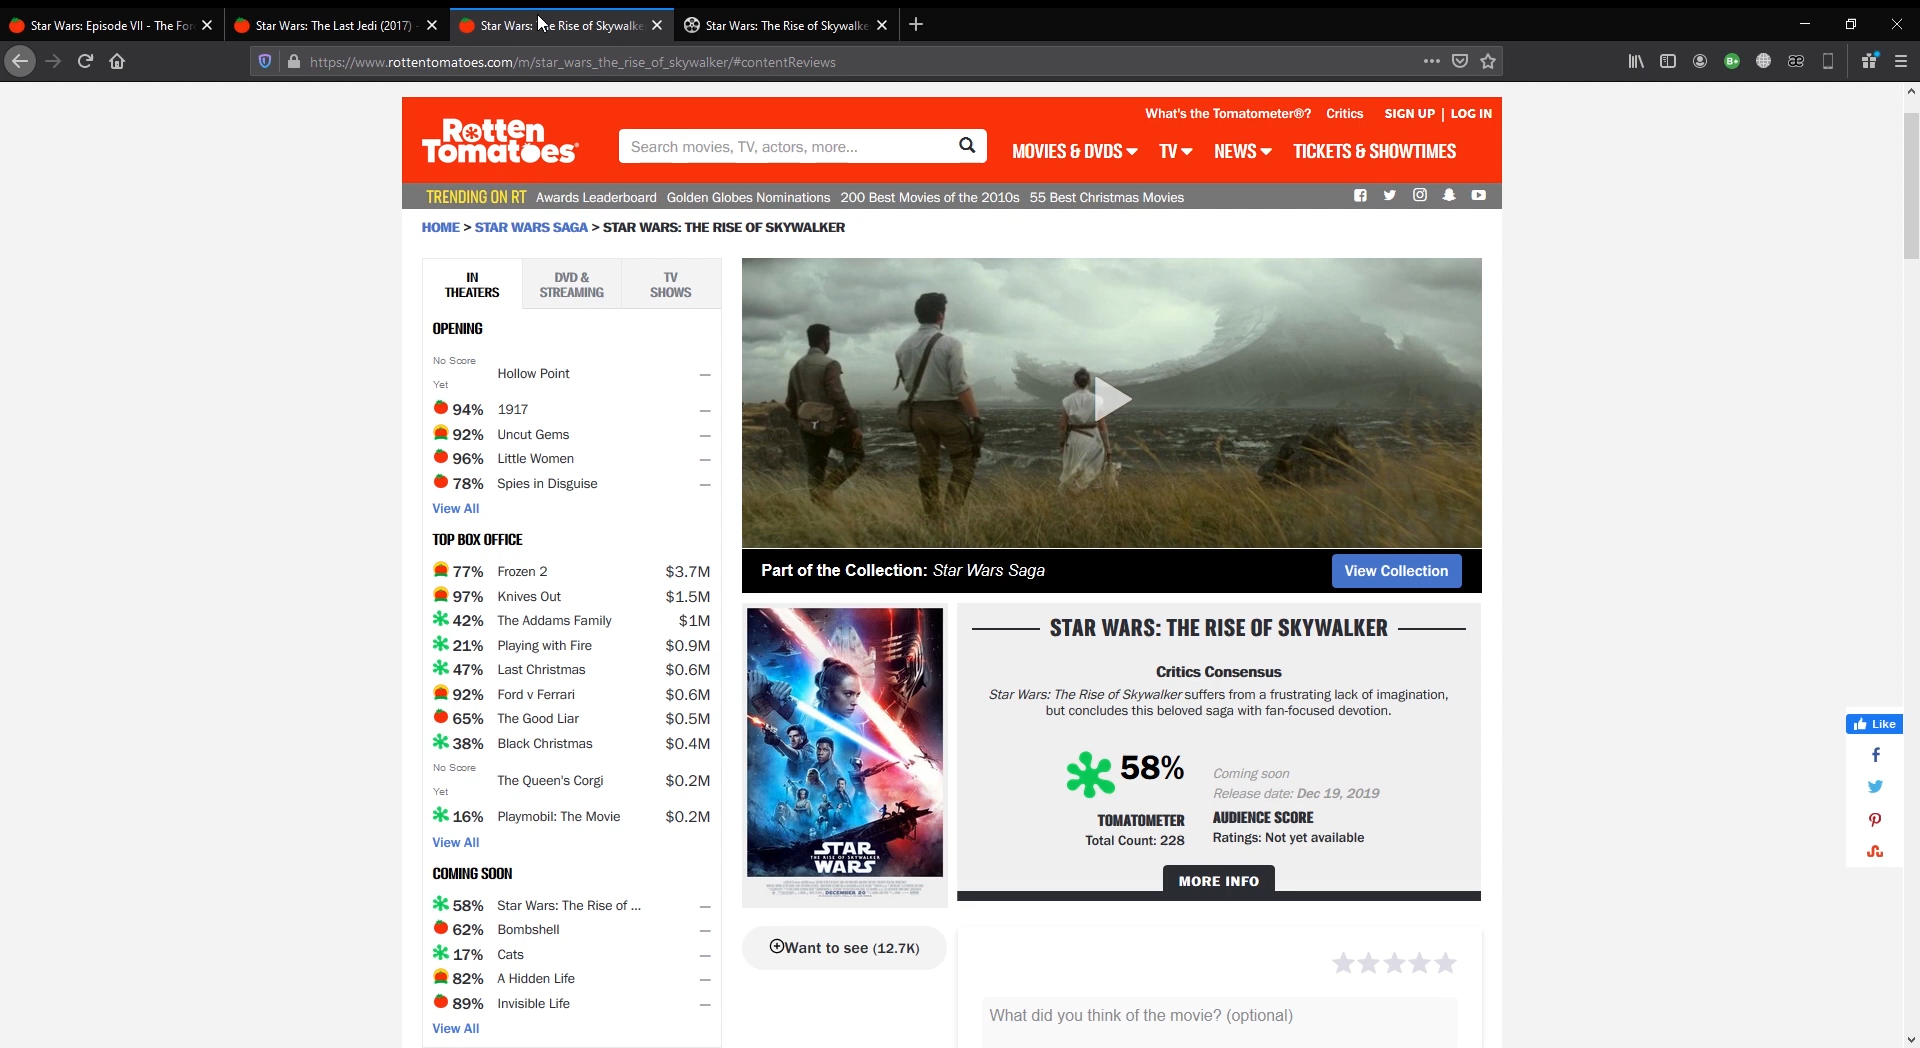 Star Wars: Episode VII - The For
Star Wars: The Last Jedi (2017)
Star Wars: The Rise of Skywalke
Star Wars: The Rise of Skywalke
https://www.rottentomatoes.com/m/star_wars_the_rise_of_skywalker/#contentReviews
What's the Tomatometer®? Critics SIGN UP | LOG IN
Rotten
Tomatoes®
Search movies, TV, actors, more...
MOVIES & DVDS TV NEWS TICKETS & SHOWTIMES
TRENDING ON RT Awards Leaderboard Golden Globes Nominations 200 Best Movies of the 2010s 55 Best Christmas Movies
HOME > STAR WARS SAGA > STAR WARS: THE RISE OF SKYWALKER
IN THEATERS
DVD & STREAMING
TV SHOWS
OPENING
No Score Yet Hollow Point –
94% 1917 –
92% Uncut Gems –
96% Little Women –
78% Spies in Disguise –
View All
TOP BOX OFFICE
77% Frozen 2 $3.7M
97% Knives Out $1.5M
42% The Addams Family $1M
21% Playing with Fire $0.9M
47% Last Christmas $0.6M
92% Ford v Ferrari $0.6M
65% The Good Liar $0.5M
38% Black Christmas $0.4M
No Score Yet The Queen's Corgi $0.2M
16% Playmobil: The Movie $0.2M
View All
COMING SOON
58% Star Wars: The Rise of ... –
62% Bombshell –
17% Cats –
82% A Hidden Life –
89% Invisible Life –
View All
Part of the Collection: Star Wars Saga
View Collection
STAR
THE RISE OF SKYWALKER
WARS
DECEMBER 20
Want to see (12.7K)
STAR WARS: THE RISE OF SKYWALKER
Critics Consensus
Star Wars: The Rise of Skywalker suffers from a frustrating lack of imagination,
but concludes this beloved saga with fan-focused devotion.
58%
TOMATOMETER
Total Count: 228
Coming soon
Release date: Dec 19, 2019
AUDIENCE SCORE
Ratings: Not yet available
MORE INFO
What did you think of the movie? (optional)
Like